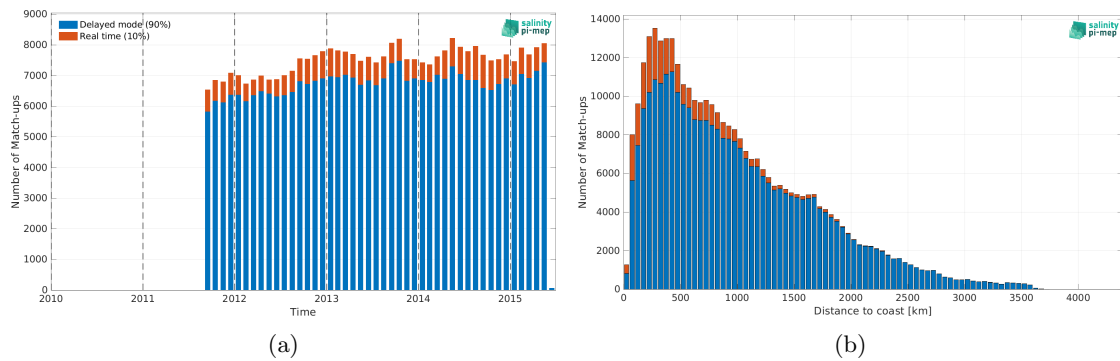 Delayed mode (90%)
Real time (10%)
salinity
pi-mep
Number of Match-ups
9000
8000
7000
6000
5000
4000
3000
2000
1000
0
2010 2011 2012 2013 2014 2015
Time
(a)
salinity
pi-mep
Number of Match-ups
14000
12000
10000
8000
6000
4000
2000
0
0 500 1000 1500 2000 2500 3000 3500 4000
Distance to coast [km]
(b)